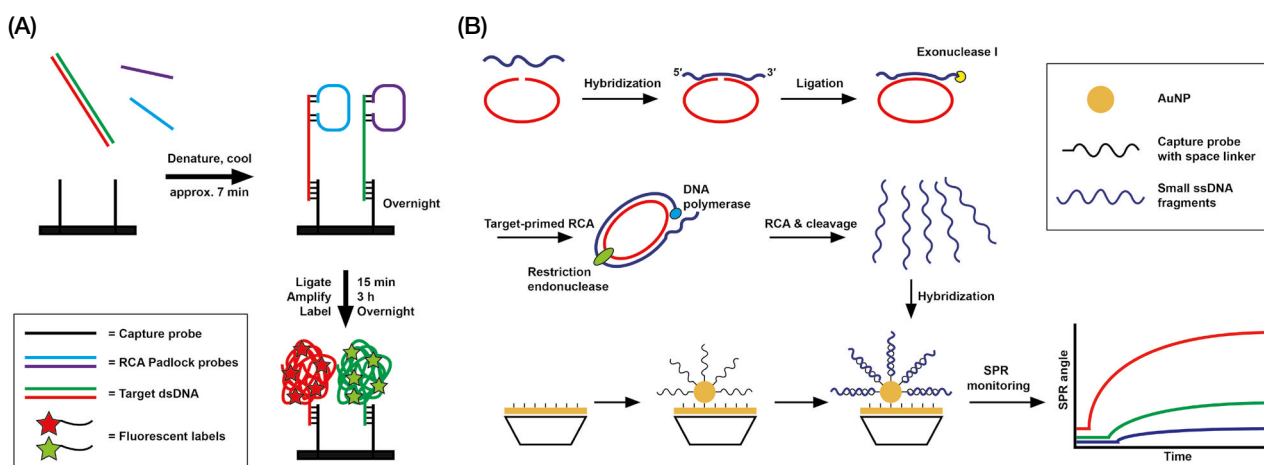 (A)
Denature, cool
approx. 7 min
Overnight
Ligate
Amplify
Label
15 min
3 h
Overnight
= Capture probe
= RCA Padlock probes
= Target dsDNA
= Fluorescent labels
(B)
Hybridization
5′
3′
Ligation
Exonuclease I
Target-primed RCA
DNA
polymerase
Restriction
endonuclease
RCA & cleavage
Hybridization
SPR
monitoring
SPR angle
Time
AuNP
Capture probe
with space linker
Small ssDNA
fragments